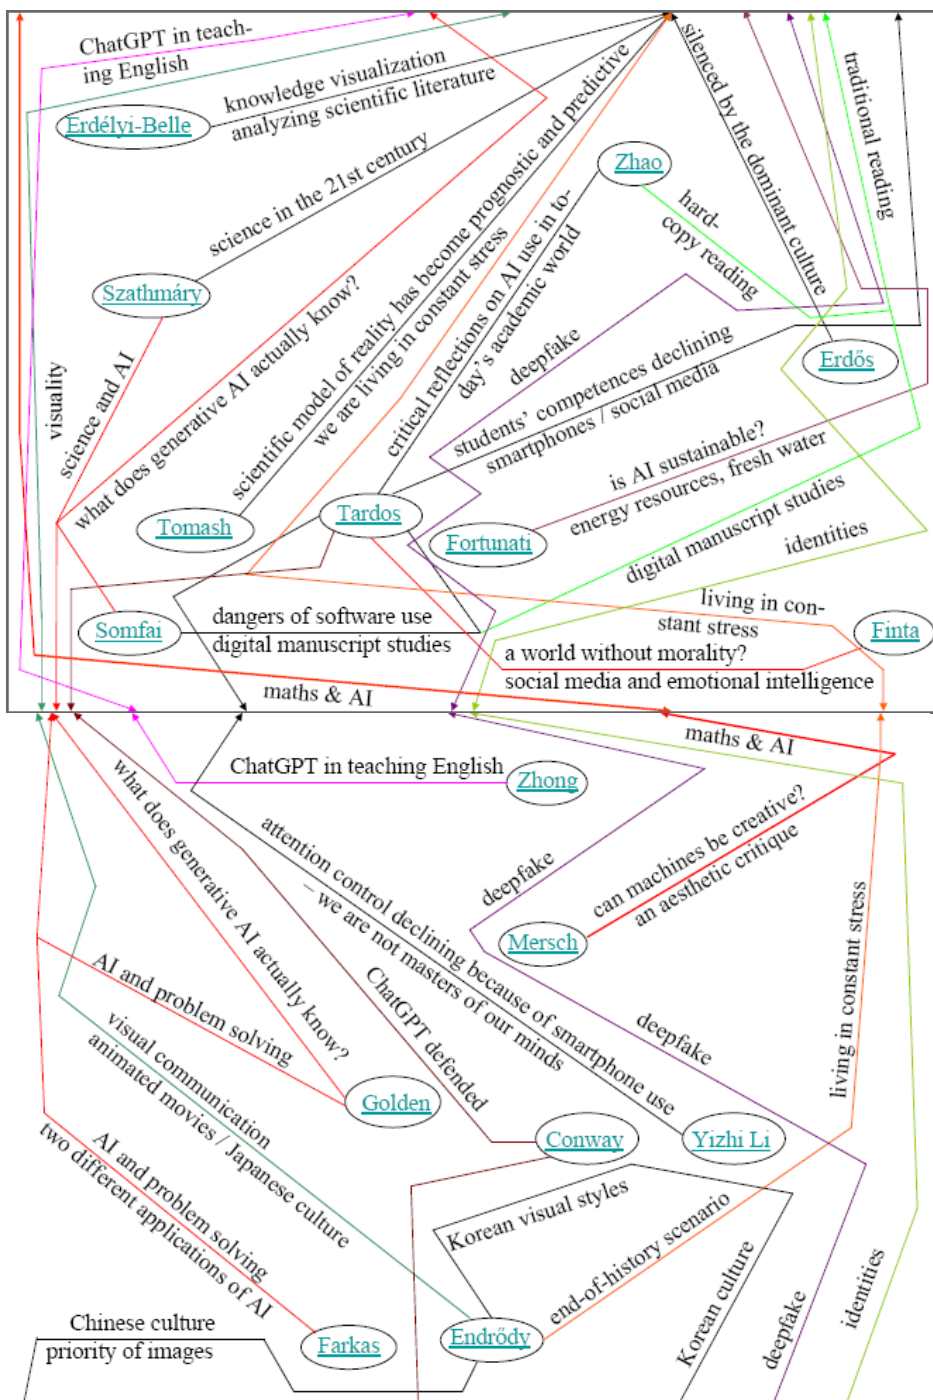 ChatGPT in teach-
ing English
knowledge visualization
analyzing scientific literature
Erdélyi-Belle
silenced by the dominant culture
traditional reading
science in the 21st century
Zhao
hard-
copy reading
scientific model of reality has become prognostic and predictive
we are living in constant stress
critical reflections on AI use in to-
day's academic world
Szathmáry
what does generative AI actually know?
deepfake
Erdős
visuality
science and AI
students' competences declining
smartphones / social media
is AI sustainable?
energy resources, fresh water
Tomash
Tardos
Fortunati
digital manuscript studies
identities
living in con-
stant stress
Somfai
dangers of software use
digital manuscript studies
Finta
a world without morality?
social media and emotional intelligence
maths & AI
maths & AI
ChatGPT in teaching English
Zhong
what does generative AI actually know?
attention control declining because of smartphone use
– we are not masters of our minds
deepfake
can machines be creative?
an aesthetic critique
Mersch
living in constant stress
AI and problem solving
ChatGPT defended
deepfake
visual communication
animated movies / Japanese culture
Golden
Conway
Yizhi Li
AI and problem solving
two different applications of AI
Korean visual styles
end-of-history scenario
Korean culture
deepfake
identities
Chinese culture
priority of images
Farkas
Endrődy